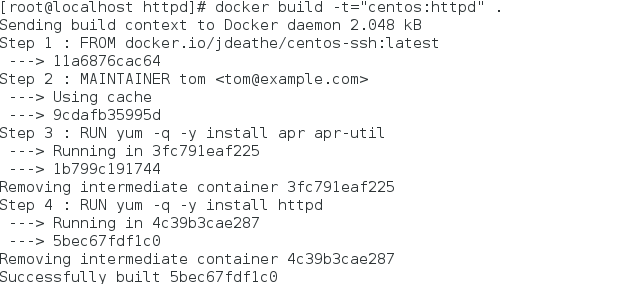 [root@localhost httpd]# docker build -t="centos:httpd" .
Sending build context to Docker daemon 2.048 kB
Step 1 : FROM docker.io/jdeathe/centos-ssh:latest
 ---> 11a6876cac64
Step 2 : MAINTAINER tom <tom@example.com>
 ---> Using cache
 ---> 9cdafb35995d
Step 3 : RUN yum -q -y install apr apr-util
 ---> Running in 3fc791eaf225
 ---> 1b799c191744
Removing intermediate container 3fc791eaf225
Step 4 : RUN yum -q -y install httpd
 ---> Running in 4c39b3cae287
 ---> 5bec67fdf1c0
Removing intermediate container 4c39b3cae287
Successfully built 5bec67fdf1c0